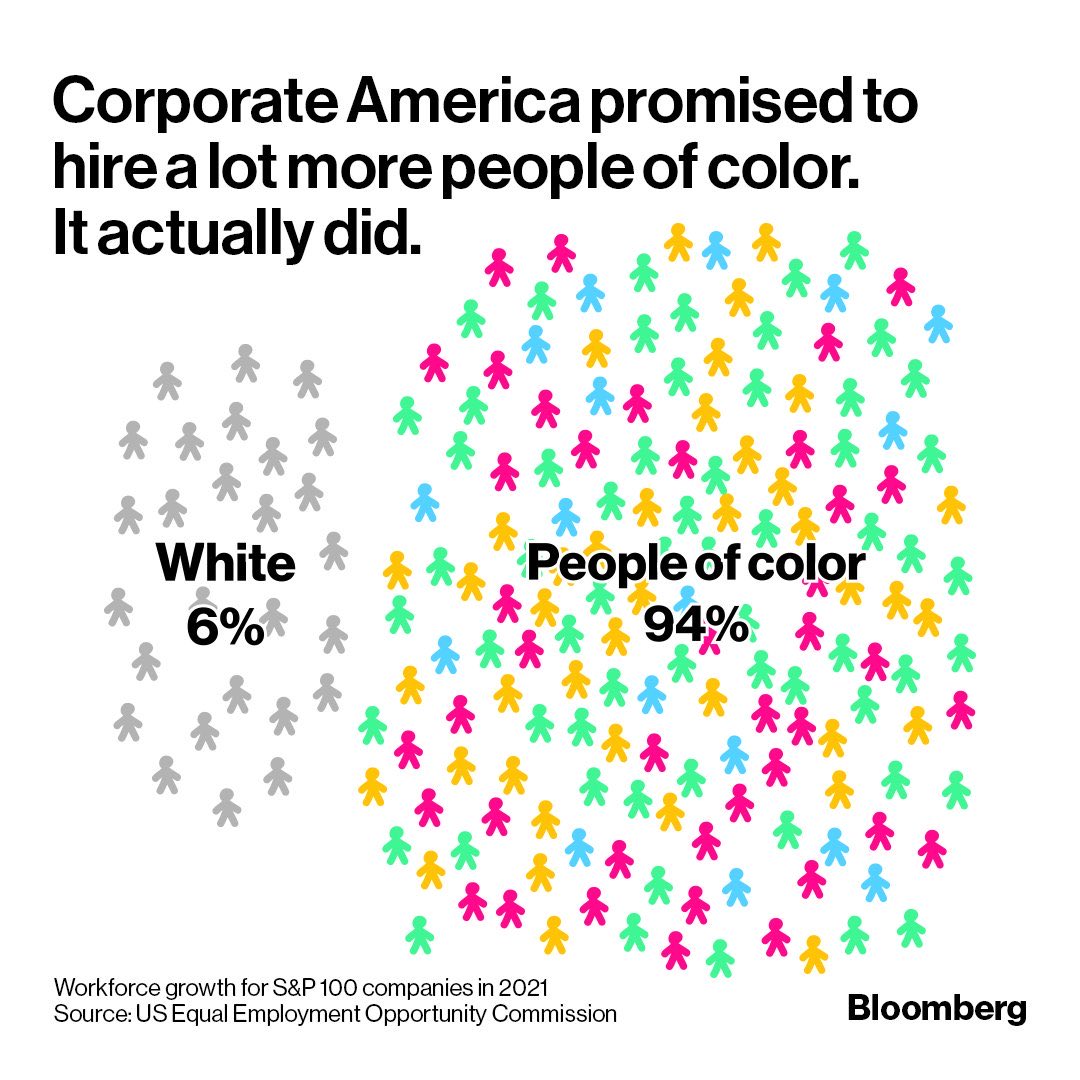 Corporate America promised to
hire a lot more people of color.
It actually did.
White
6%
People of color
94%
Workforce growth for S&P 100 companies in 2021
Source: US Equal Employment Opportunity Commission
Bloomberg